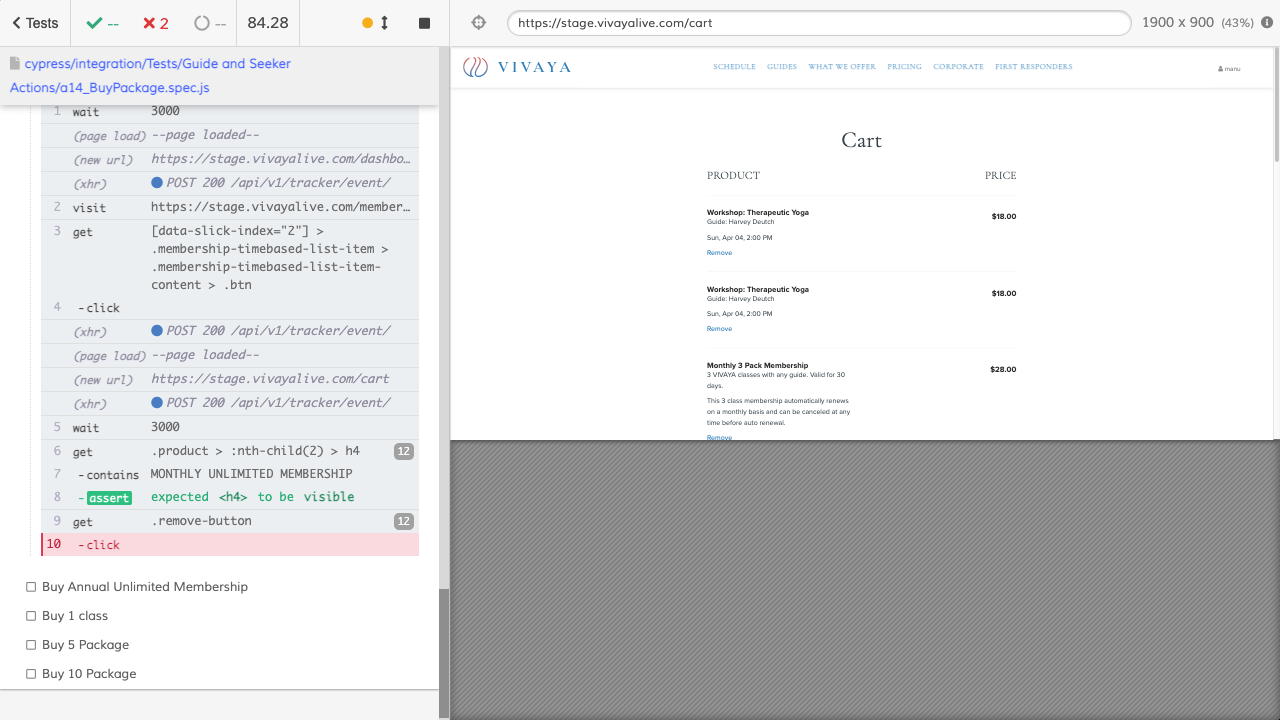 Tests
--
2
--
84.28
https://stage.vivayalive.com/cart
1900 x 900 (43%)
cypress/integration/Tests/Guide and Seeker
Actions/a14_BuyPackage.spec.js
1 wait 3000
(page load) --page loaded--
(new url) https://stage.vivayalive.com/dashbo…
(xhr) POST 200 /api/v1/tracker/event/
2 visit https://stage.vivayalive.com/member…
3 get [data-slick-index="2"]
.membership-timebased-list-item >
.membership-timebased-list-item-
content > .btn
4 -click
(xhr) POST 200 /api/v1/tracker/event/
(page load) --page loaded--
(new url) https://stage.vivayalive.com/cart
(xhr) POST 200 /api/v1/tracker/event/
5 wait 3000
6 get .product > :nth-child(2) > h4 12
7 -contains MONTHLY UNLIMITED MEMBERSHIP
8 -assert expected <h4> to be visible
9 get .remove-button 12
10 -click
Buy Annual Unlimited Membership
Buy 1 class
Buy 5 Package
Buy 10 Package
VIVAYA
SCHEDULE GUIDES WHAT WE OFFER PRICING CORPORATE FIRST RESPONDERS
manu
Cart
PRODUCT PRICE
Workshop: Therapeutic Yoga $18.00
Guide: Harvey Deutch
Sun, Apr 04, 2:00 PM
Remove
Workshop: Therapeutic Yoga $18.00
Guide: Harvey Deutch
Sun, Apr 04, 2:00 PM
Remove
Monthly 3 Pack Membership $28.00
3 VIVAYA classes with any guide. Valid for 30
days.
This 3 class membership automatically renews
on a monthly basis and can be canceled at any
time before auto renewal.
Remove